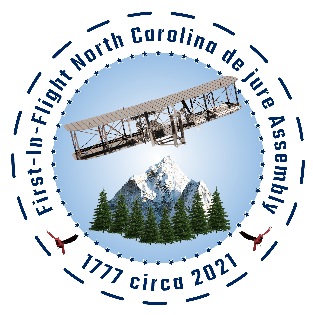 First-In-Flight North Carolina de jure Assembly
1777 circa 2021